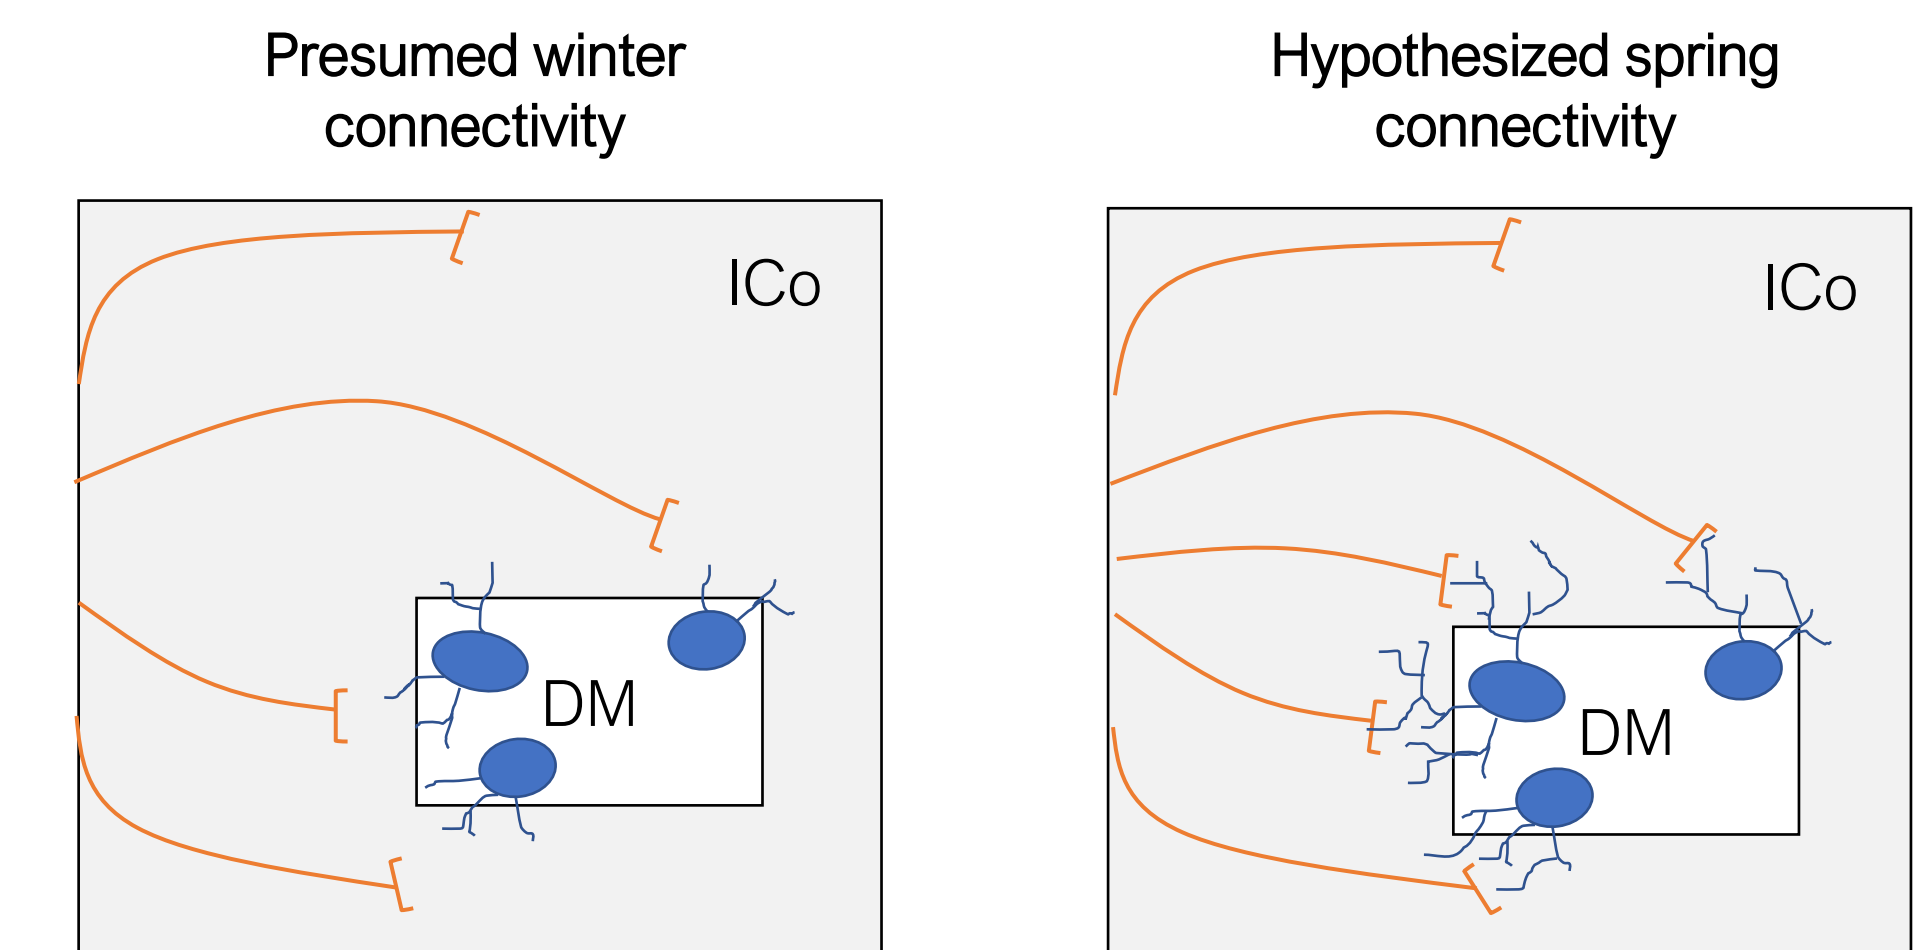 Presumed winter
connectivity
Hypothesized spring
connectivity
ICo
ICo
DM
DM